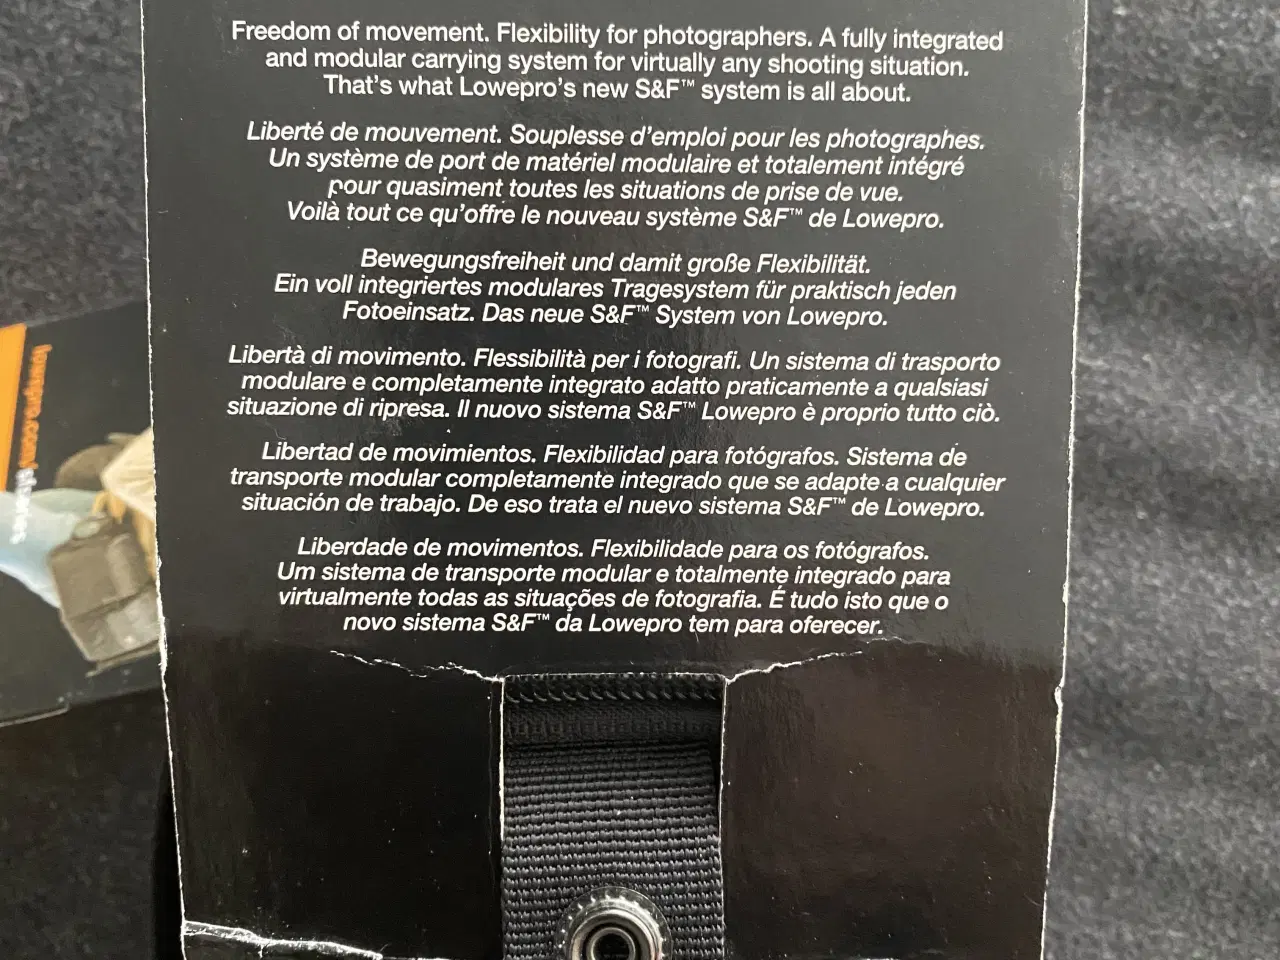 Freedom of movement. Flexibility for photographers. A fully integrated
and modular carrying system for virtually any shooting situation.
That's what Lowepro's new S&F™ system is all about.
Liberté de mouvement. Souplesse d'emploi pour les photographes.
Un système de port de matériel modulaire et totalement intégré
pour quasiment toutes les situations de prise de vue.
Voilà tout ce qu'offre le nouveau système S&F™ de Lowepro.
Bewegungsfreiheit und damit große Flexibilität.
Ein voll integriertes modulares Tragesystem für praktisch jeden
Fotoeinsatz. Das neue S&F™ System von Lowepro.
Libertà di movimento. Flessibilità per i fotografi. Un sistema di trasporto
modulare e completamente integrato adatto praticamente a qualsiasi
situazione di ripresa. Il nuovo sistema S&F™ Lowepro è proprio tutto ciò.
Libertad de movimientos. Flexibilidad para fotógrafos. Sistema de
transporte modular completamente integrado que se adapte a cualquier
situación de trabajo. De eso trata el nuevo sistema S&F™ de Lowepro.
Liberdade de movimentos. Flexibilidade para os fotógrafos.
Um sistema de transporte modular e totalmente integrado para
virtualmente todas as situações de fotografia. É tudo isto que o
novo sistema S&F™ da Lowepro tem para oferecer.